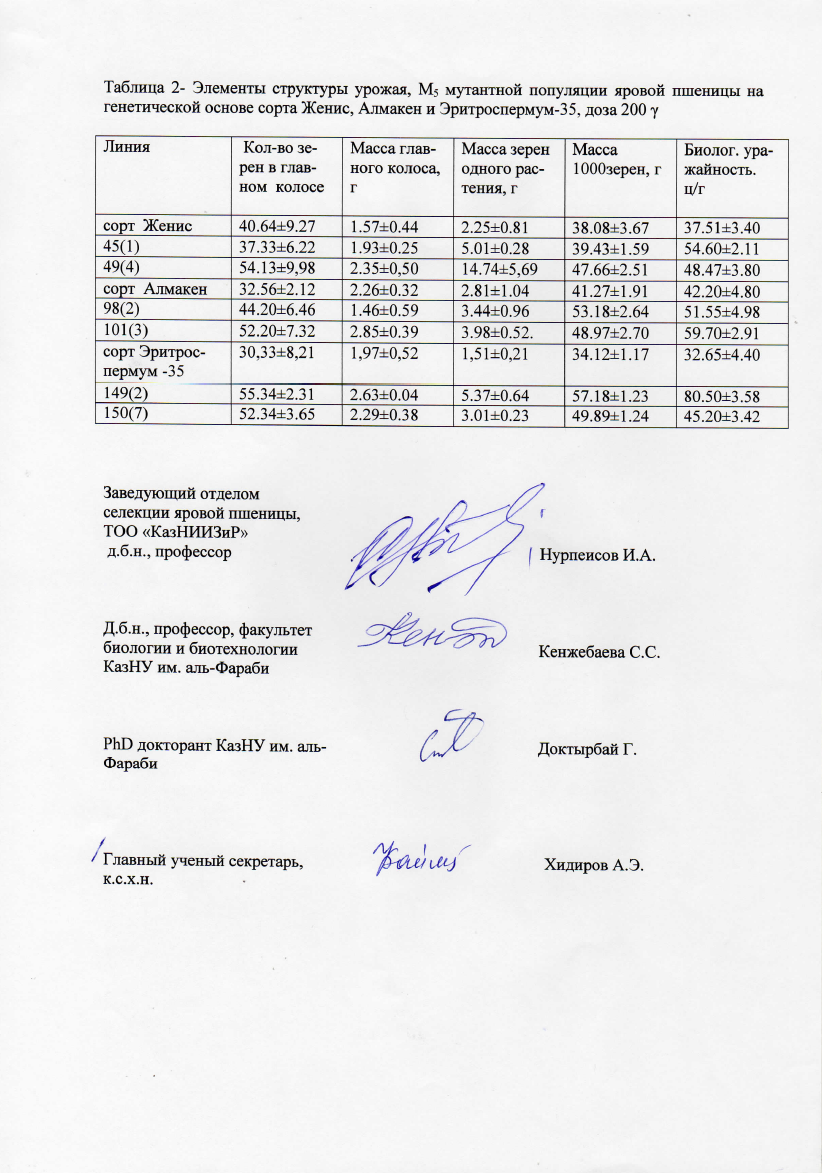 Таблица 2- Элементы структуры урожая, М5 мутантной популяции яровой пшеницы на
генетической основе сорта Женис, Алмакен и Эритроспермум-35, доза 200 γ
Линия Кол-во зе- Масса глав- Масса зерен Масса Биолог. ура-
рен в глав- ного колоса, одного рас- 1000зерен, г жайность.
ном колосе г тения, г ц/г
сорт Женис 40.64±9.27 1.57±0.44 2.25±0.81 38.08±3.67 37.51±3.40
45(1) 37.33±6.22 1.93±0.25 5.01±0.28 39.43±1.59 54.60±2.11
49(4) 54.13±9,98 2.35±0,50 14.74±5,69 47.66±2.51 48.47±3.80
сорт Алмакен 32.56±2.12 2.26±0.32 2.81±1.04 41.27±1.91 42.20±4.80
98(2) 44.20±6.46 1.46±0.59 3.44±0.96 53.18±2.64 51.55±4.98
101(3) 52.20±7.32 2.85±0.39 3.98±0.52. 48.97±2.70 59.70±2.91
сорт Эритрос- 30,33±8,21 1,97±0,52 1,51±0,21 34.12±1.17 32.65±4.40
пермум -35
149(2) 55.34±2.31 2.63±0.04 5.37±0.64 57.18±1.23 80.50±3.58
150(7) 52.34±3.65 2.29±0.38 3.01±0.23 49.89±1.24 45.20±3.42
Заведующий отделом
селекции яровой пшеницы,
ТОО «КазНИИЗиР»
д.б.н., профессор Нурпеисов И.А.
Д.б.н., профессор, факультет
биологии и биотехнологии Кенжебаева С.С.
КазНУ им. аль-Фараби
PhD докторант КазНУ им. аль- Доктырбай Г.
Фараби
Главный ученый секретарь, Хидиров А.Э.
к.с.х.н.